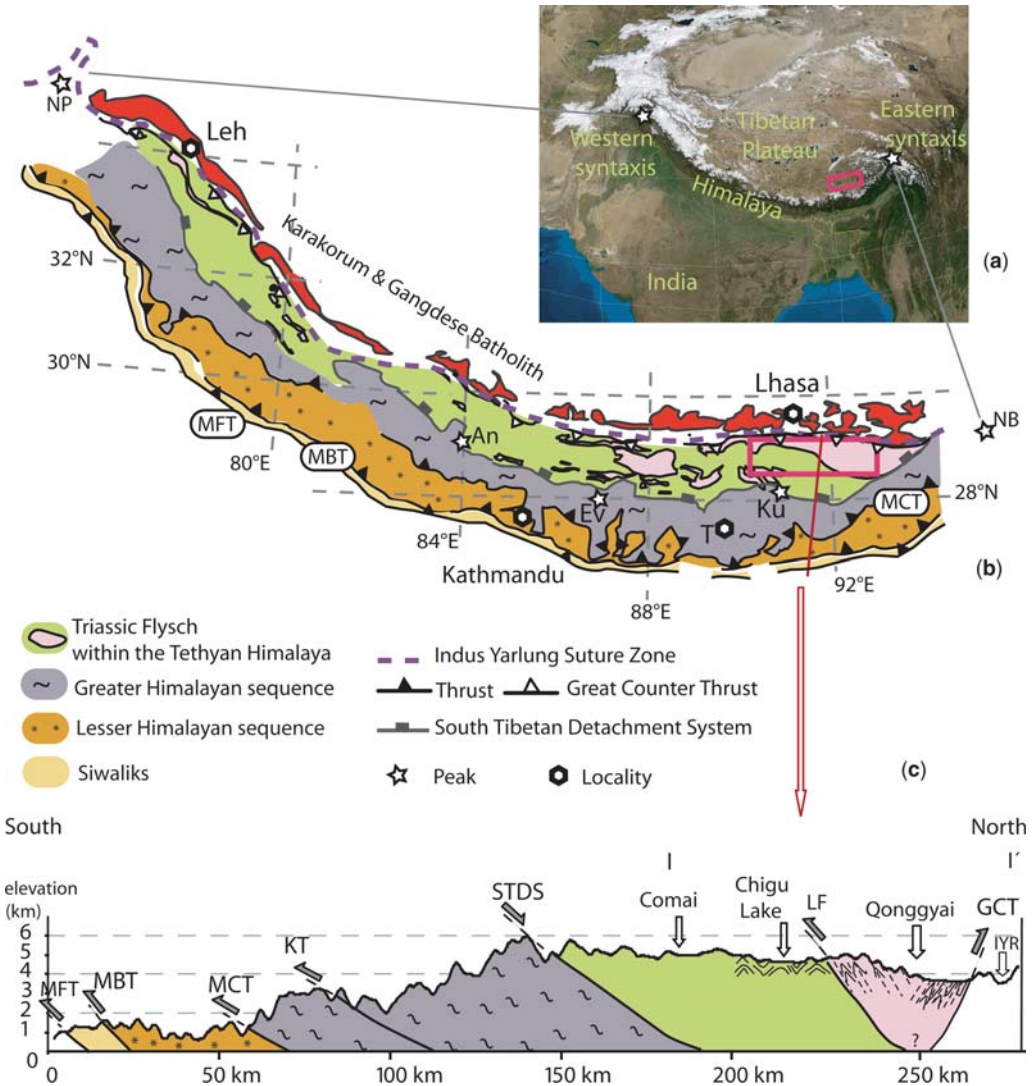 NP
Leh
Western
syntaxis
Tibetan
Plateau
Eastern
syntaxis
Himalaya
India
(a)
32°N
30°N
Karakorum & Gangdese Batholith
Lhasa
NB
MFT
80°E
MBT
An
84°E
Kathmandu
Ev
T
Ku
88°E
MCT
28°N
92°E
(b)
Triassic Flysch
within the Tethyan Himalaya
Greater Himalayan sequence
Lesser Himalayan sequence
Siwaliks
Indus Yarlung Suture Zone
Thrust
Great Counter Thrust
South Tibetan Detachment System
Peak
Locality
(c)
South
North
I
I´
elevation
(km)
6
5
4
3
2
1
0
MFT
MBT
MCT
KT
STDS
Comai
Chigu
Lake
LF
Qonggyai
GCT
IYR
?
50 km
100 km
150 km
200 km
250 km